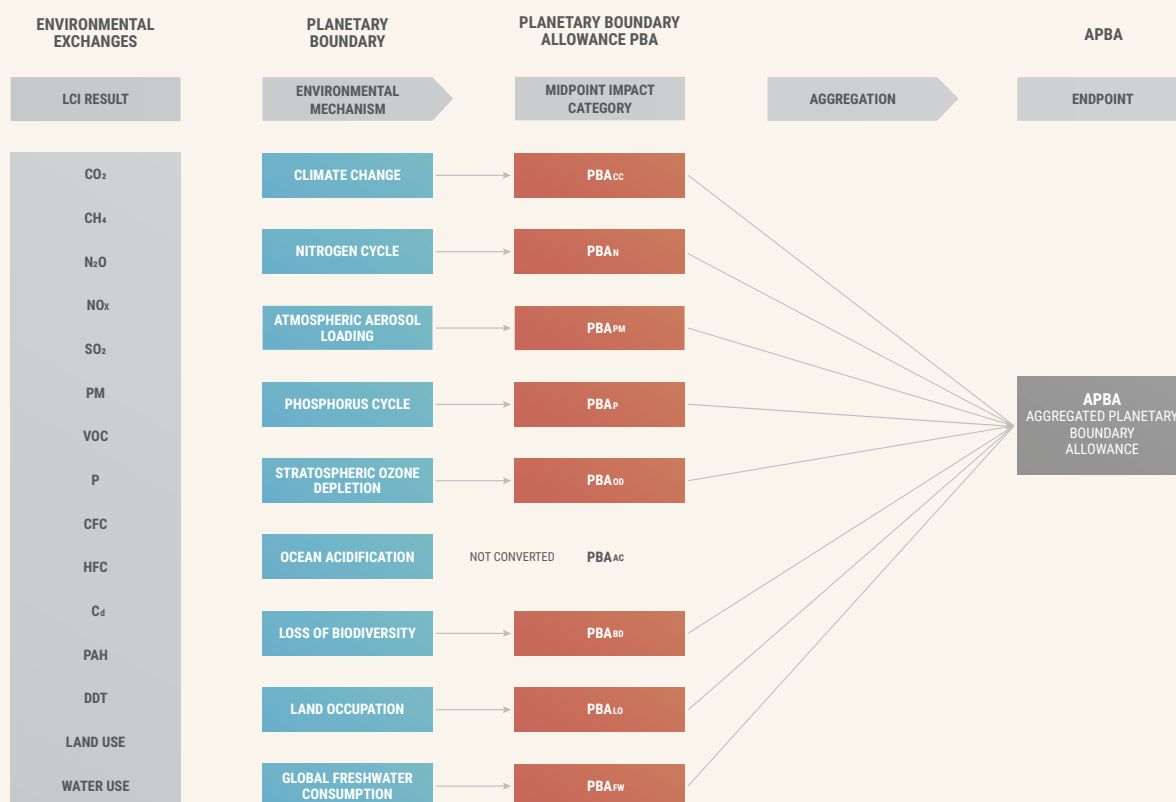 ENVIRONMENTAL
EXCHANGES
PLANETARY
BOUNDARY
PLANETARY BOUNDARY
ALLOWANCE PBA
APBA
LCI RESULT
ENVIRONMENTAL
MECHANISM
MIDPOINT IMPACT
CATEGORY
AGGREGATION
ENDPOINT
CO₂
CH₄
N₂O
NOx
SO₂
PM
VOC
P
CFC
HFC
Cd
PAH
DDT
LAND USE
WATER USE
CLIMATE CHANGE
PBACC
NITROGEN CYCLE
PBAN
ATMOSPHERIC AEROSOL
LOADING
PBAPM
PHOSPHORUS CYCLE
PBAP
STRATOSPHERIC OZONE
DEPLETION
PBAOD
OCEAN ACIDIFICATION
NOT CONVERTED
PBAAC
LOSS OF BIODIVERSITY
PBABD
LAND OCCUPATION
PBALO
GLOBAL FRESHWATER
CONSUMPTION
PBAFW
APBA
AGGREGATED PLANETARY
BOUNDARY
ALLOWANCE